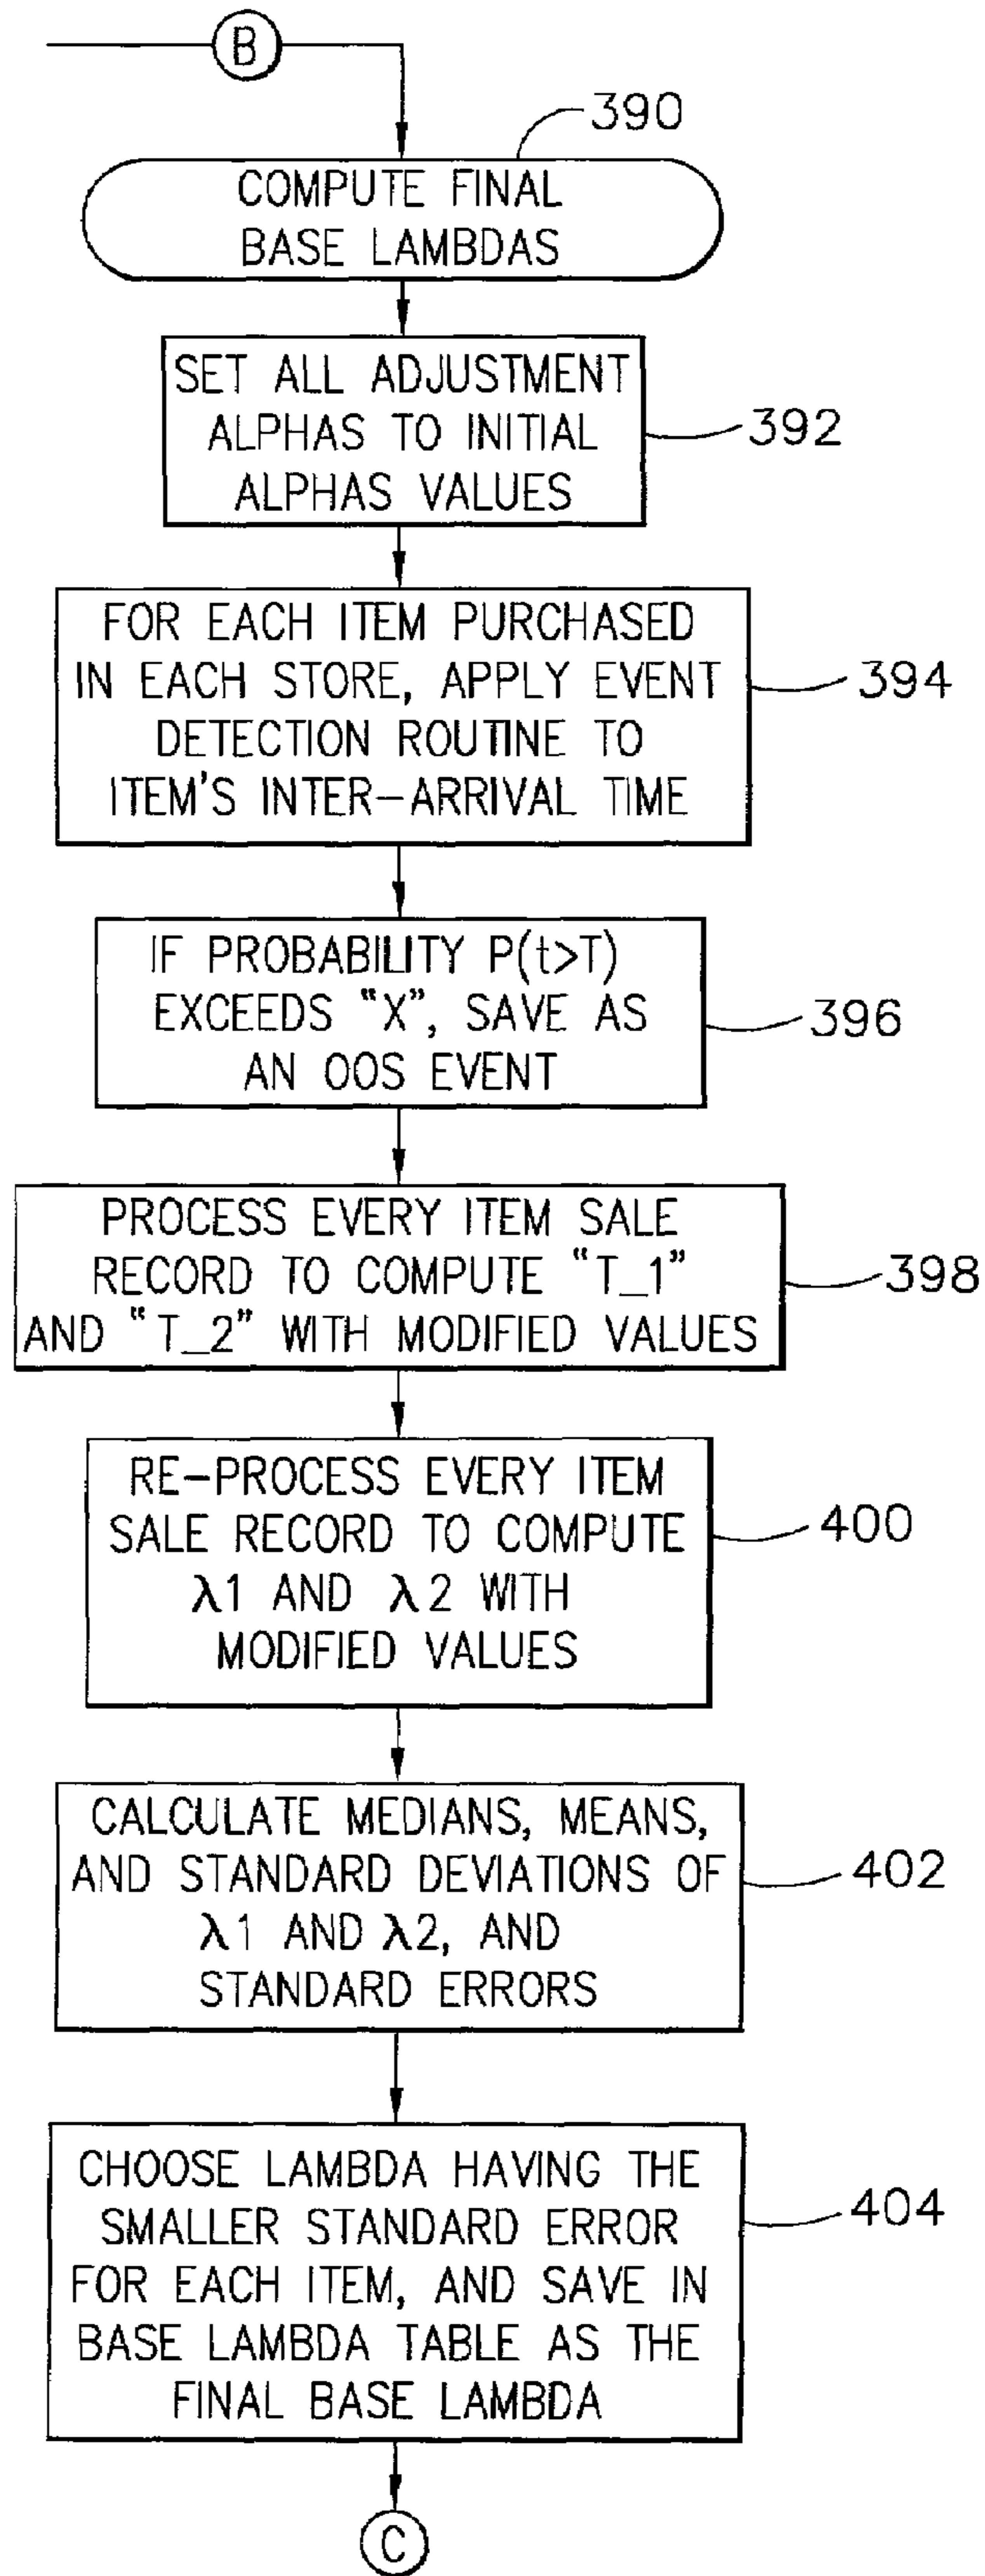 B
390
COMPUTE FINAL
BASE LAMBDAS
SET ALL ADJUSTMENT
ALPHAS TO INITIAL
ALPHAS VALUES
392
FOR EACH ITEM PURCHASED
IN EACH STORE, APPLY EVENT
DETECTION ROUTINE TO
ITEM'S INTER-ARRIVAL TIME
394
IF PROBABILITY P(t>T)
EXCEEDS "X", SAVE AS
AN OOS EVENT
396
PROCESS EVERY ITEM SALE
RECORD TO COMPUTE "T_1"
AND "T_2" WITH MODIFIED VALUES
398
RE-PROCESS EVERY ITEM
SALE RECORD TO COMPUTE
λ1 AND λ2 WITH
MODIFIED VALUES
400
CALCULATE MEDIANS, MEANS,
AND STANDARD DEVIATIONS OF
λ1 AND λ2, AND
STANDARD ERRORS
402
CHOOSE LAMBDA HAVING THE
SMALLER STANDARD ERROR
FOR EACH ITEM, AND SAVE IN
BASE LAMBDA TABLE AS THE
FINAL BASE LAMBDA
404
C